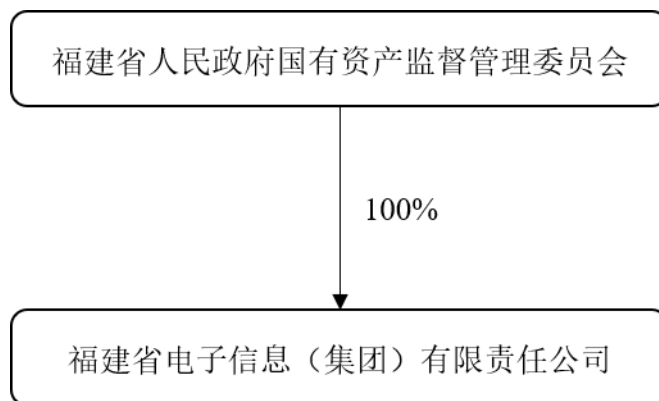 福建省人民政府国有资产监督管理委员会
100%
福建省电子信息（集团）有限责任公司